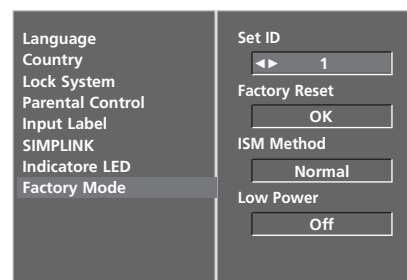 Language
Country
Lock System
Parental Control
Input Label
SIMPLINK
Indicatore LED
Factory Mode
Set ID
◄► 1
Factory Reset
OK
ISM Method
Normal
Low Power
Off